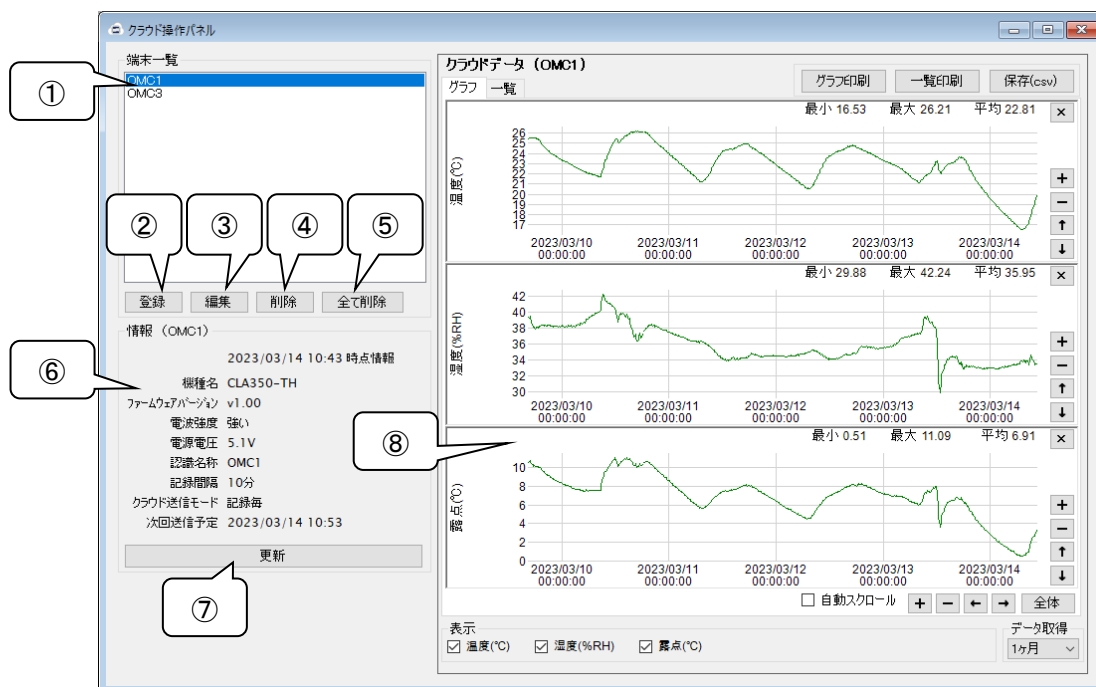 クラウド操作パネル
端末一覧
OMC1
OMC3
①
②
③
④
⑤
登録
編集
削除
全て削除
情報 (OMC1)
2023/03/14 10:43 時点情報
⑥
機種名 CLA350-TH
ファームウェアバージョン v1.00
電波強度 強い
電源電圧 5.1V
認識名称 OMC1
記録間隔 10分
クラウド送信モード 記録毎
次回送信予定 2023/03/14 10:53
更新
⑦
クラウドデータ (OMC1)
グラフ 一覧
グラフ印刷
一覧印刷
保存(csv)
最小 16.53 最大 26.21 平均 22.81
×
温度(℃)
26
25
24
23
22
21
20
19
18
17
+
−
↑
↓
2023/03/10 2023/03/11 2023/03/12 2023/03/13 2023/03/14
00:00:00 00:00:00 00:00:00 00:00:00 00:00:00
最小 29.88 最大 42.24 平均 35.95
×
湿度(%RH)
42
40
38
36
34
32
30
+
−
↑
↓
2023/03/10 2023/03/11 2023/03/12 2023/03/13 2023/03/14
00:00:00 00:00:00 00:00:00 00:00:00 00:00:00
⑧
最小 0.51 最大 11.09 平均 6.91
×
露点(℃)
10
8
6
4
2
0
+
−
↑
↓
2023/03/10 2023/03/11 2023/03/12 2023/03/13 2023/03/14
00:00:00 00:00:00 00:00:00 00:00:00 00:00:00
自動スクロール + − ← → 全体
表示
温度(℃) 湿度(%RH) 露点(℃)
データ取得
1ヶ月